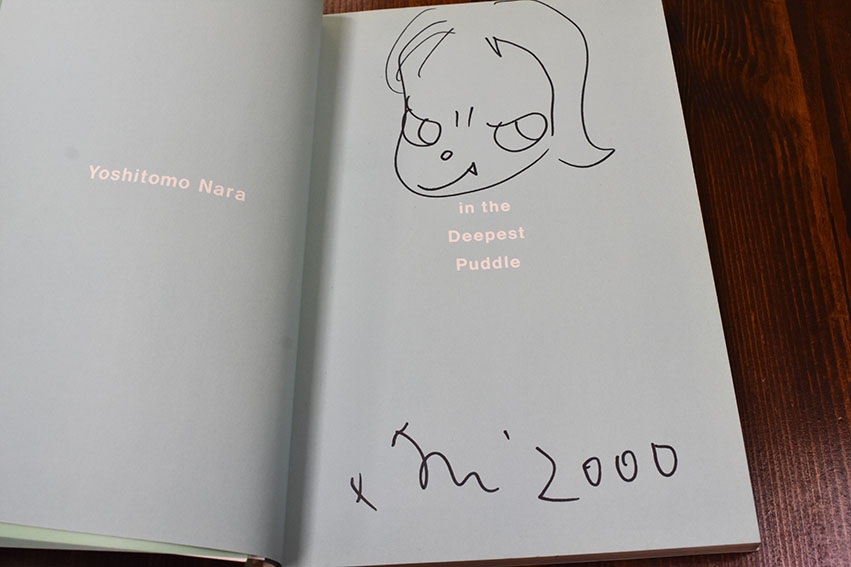 Yoshitomo Nara
in the
Deepest
Puddle
2000